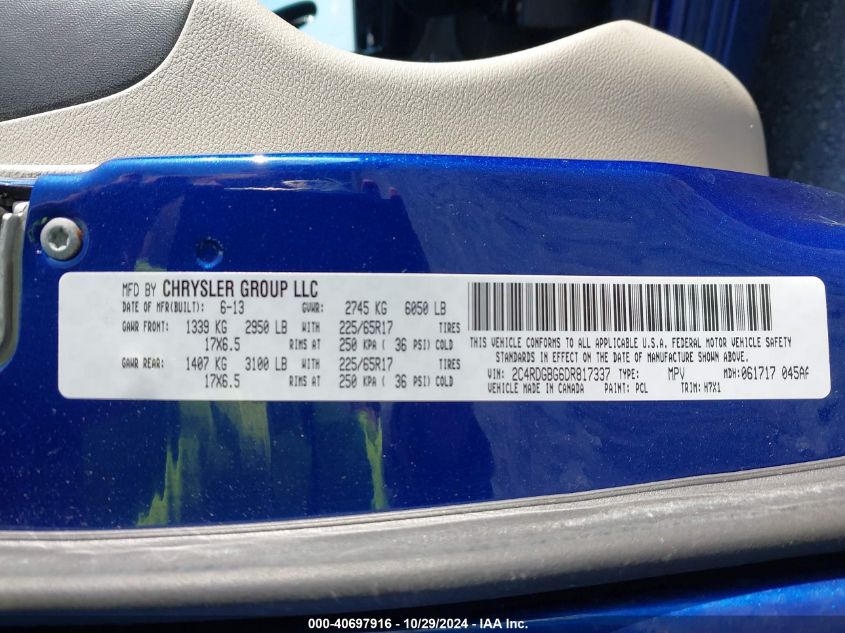 MFD BY CHRYSLER GROUP LLC
DATE OF MFR(BUILT): 6-13 GVWR: 2745 KG 6050 LB
GAWR FRONT: 1339 KG 2950 LB WITH 225/65R17 TIRES
17X6.5 RIMS AT 250 KPA ( 36 PSI) COLD
GAWR REAR: 1407 KG 3100 LB WITH 225/65R17 TIRES
17X6.5 RIMS AT 250 KPA ( 36 PSI) COLD
THIS VEHICLE CONFORMS TO ALL APPLICABLE U.S.A. FEDERAL MOTOR VEHICLE SAFETY
STANDARDS IN EFFECT ON THE DATE OF MANUFACTURE SHOWN ABOVE.
VIN: 2C4RDGBG6DR817337 TYPE: MPV MDH: 061717 045AF
VEHICLE MADE IN CANADA PAINT: PCL TRIM: H7X1
000-40697916 - 10/29/2024 - IAA Inc.